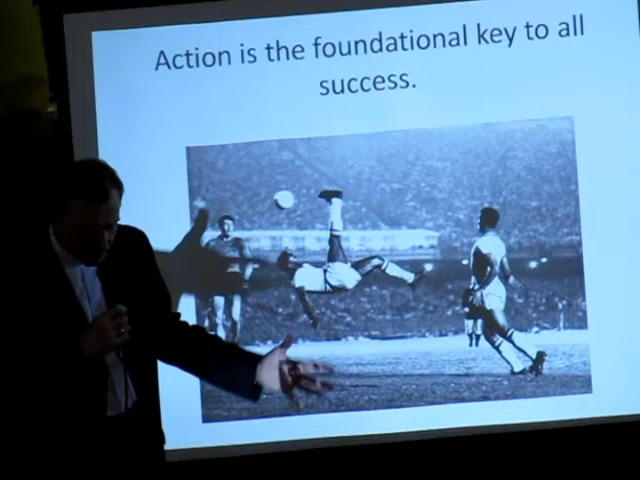 Action is the foundational key to all
success.